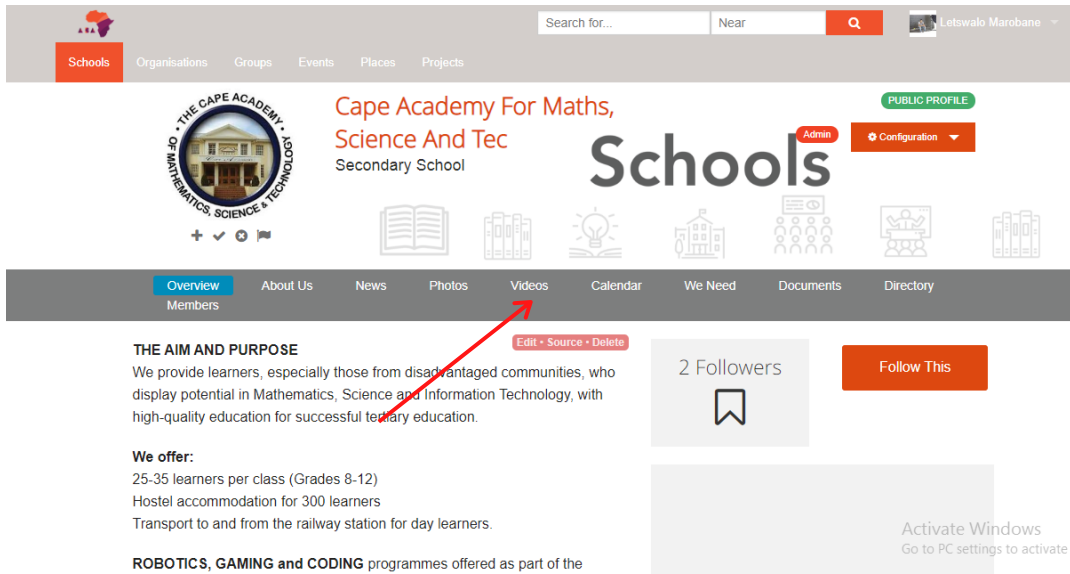 ASA
Search for...
Near
Letswalo Marobane
Schools
Organisations
Groups
Events
Places
Projects
THE CAPE ACADEMY OF MATHEMATICS, SCIENCE & TECHNOLOGY
Cape Academy For Maths,
Science And Tec
Secondary School
Schools
Admin
PUBLIC PROFILE
Configuration
Overview
About Us
News
Photos
Videos
Calendar
We Need
Documents
Directory
Members
THE AIM AND PURPOSE
Edit • Source • Delete
We provide learners, especially those from disadvantaged communities, who
display potential in Mathematics, Science and Information Technology, with
high-quality education for successful tertiary education.
We offer:
25-35 learners per class (Grades 8-12)
Hostel accommodation for 300 learners
Transport to and from the railway station for day learners.
ROBOTICS, GAMING and CODING programmes offered as part of the
2 Followers
Follow This
Activate Windows
Go to PC settings to activate